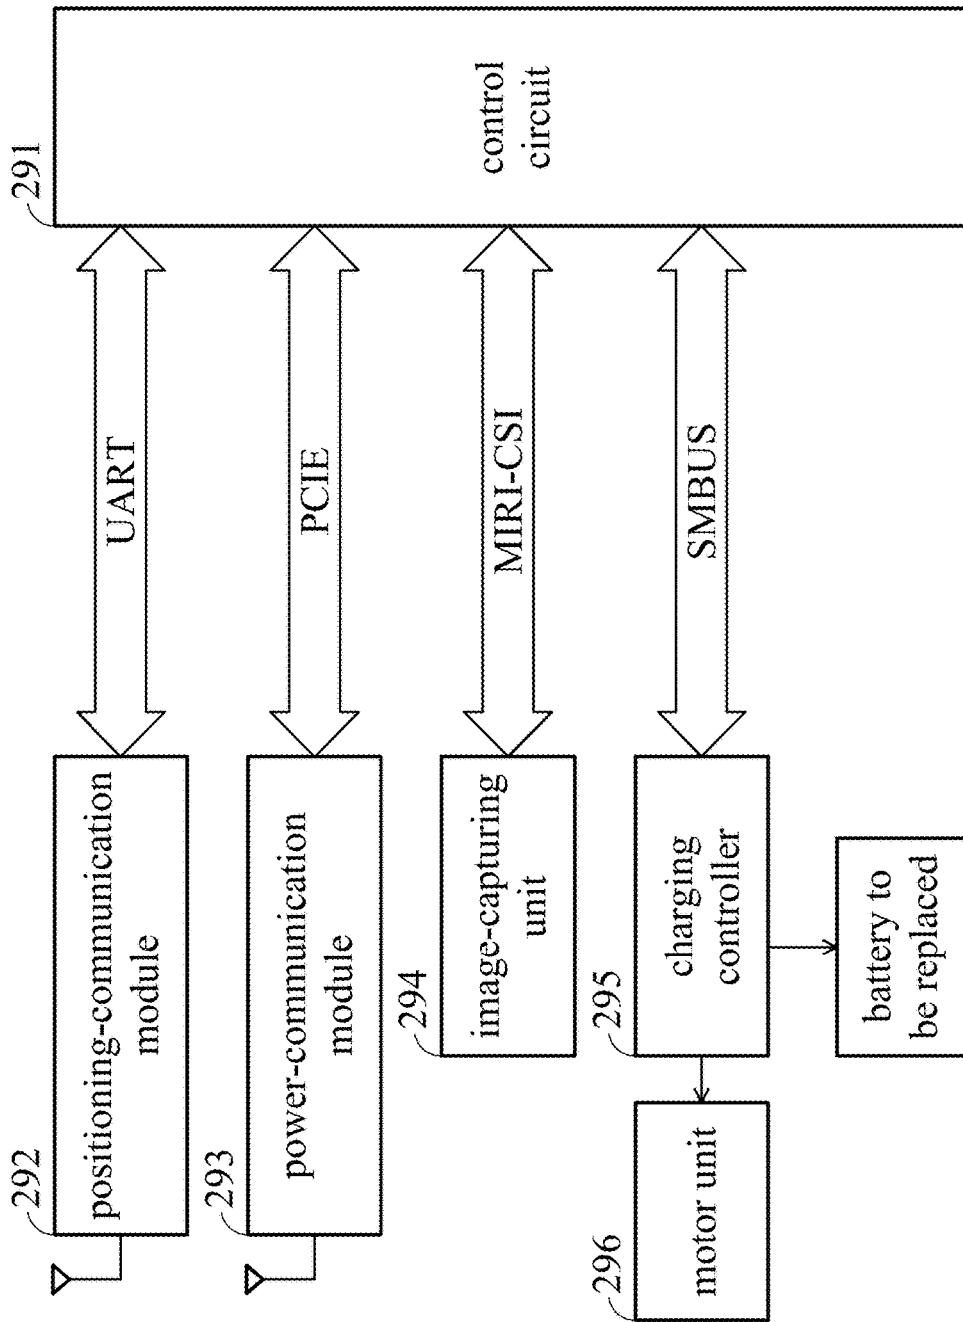 292
positioning-communication
module
UART
291
control
circuit
293
power-communication
module
PCIE
294
image-capturing
unit
MIRI-CSI
295
charging
controller
SMBUS
296
motor unit
battery to
be replaced